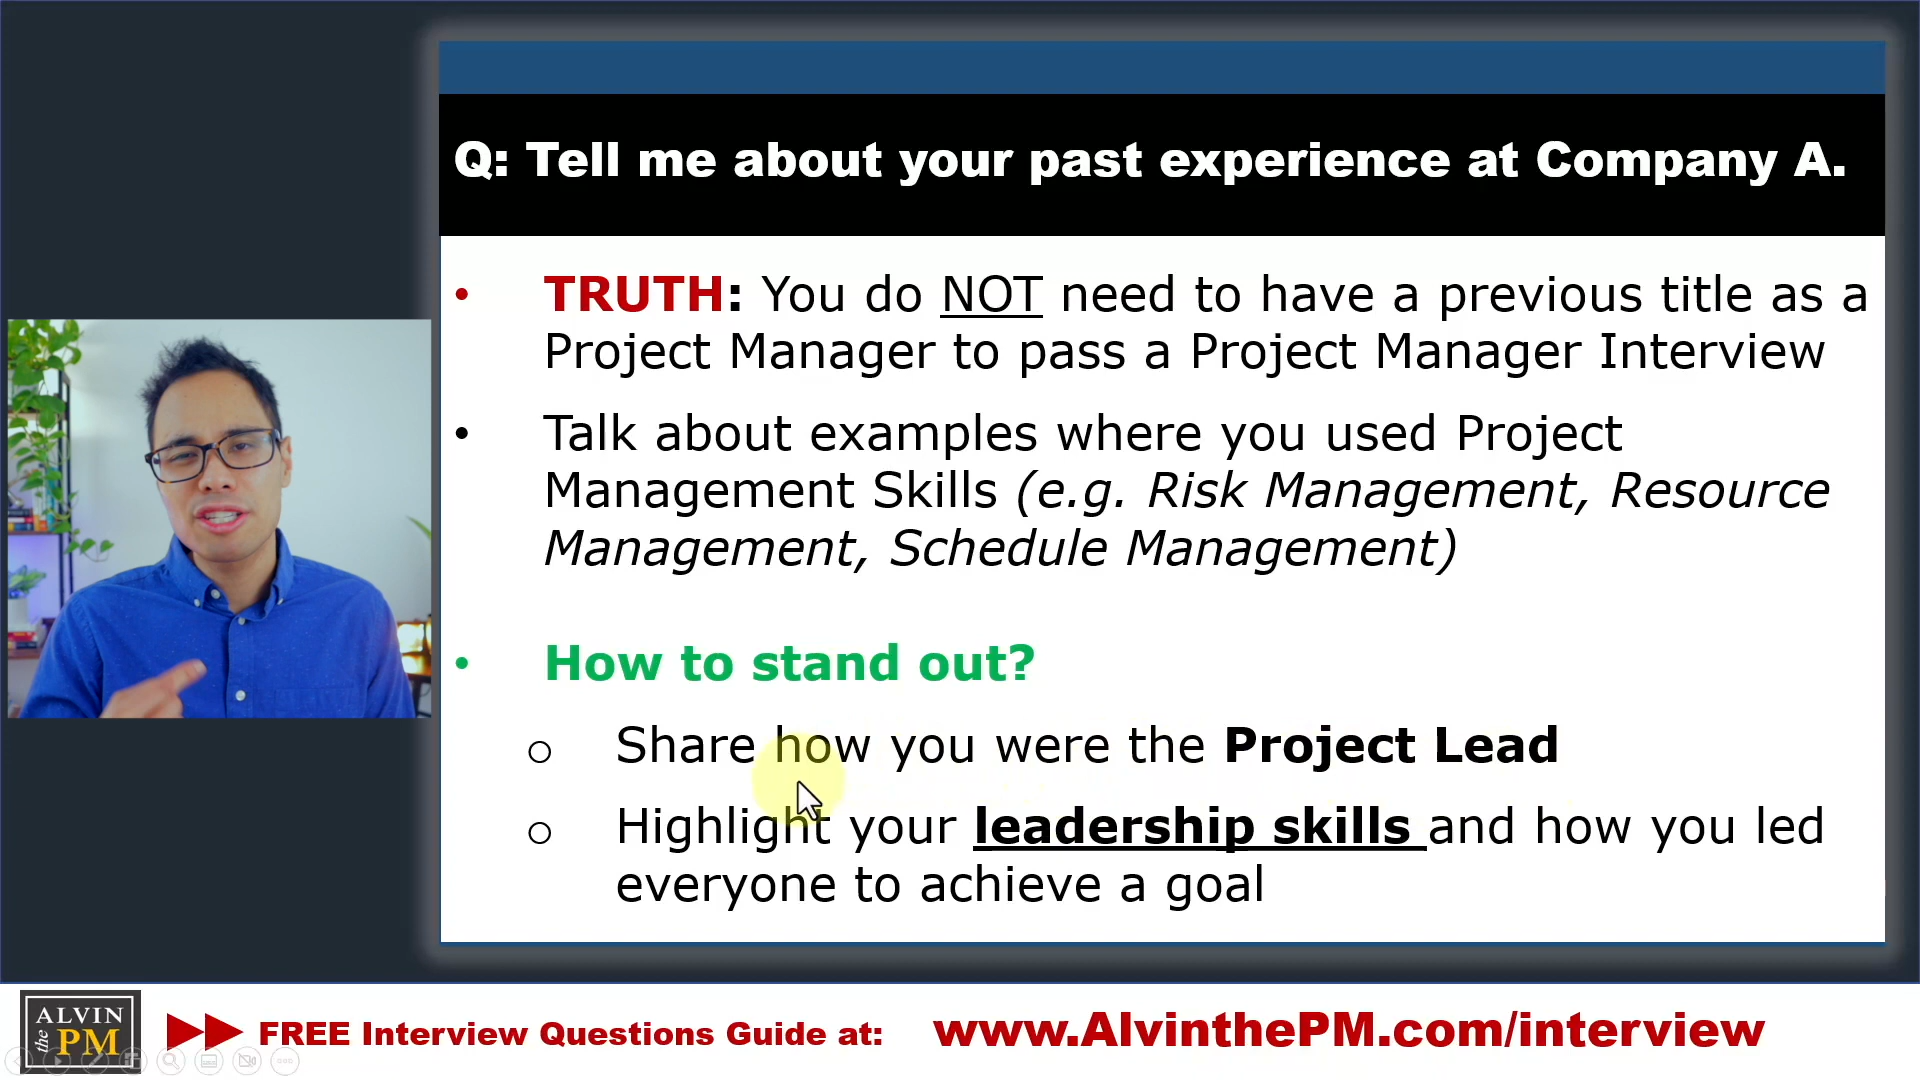 Q: Tell me about your past experience at Company A.
• TRUTH: You do NOT need to have a previous title as a
Project Manager to pass a Project Manager Interview
• Talk about examples where you used Project
Management Skills (e.g. Risk Management, Resource
Management, Schedule Management)
• How to stand out?
o Share how you were the Project Lead
o Highlight your leadership skills and how you led
everyone to achieve a goal
ALVIN
the PM
FREE Interview Questions Guide at: www.AlvinthePM.com/interview